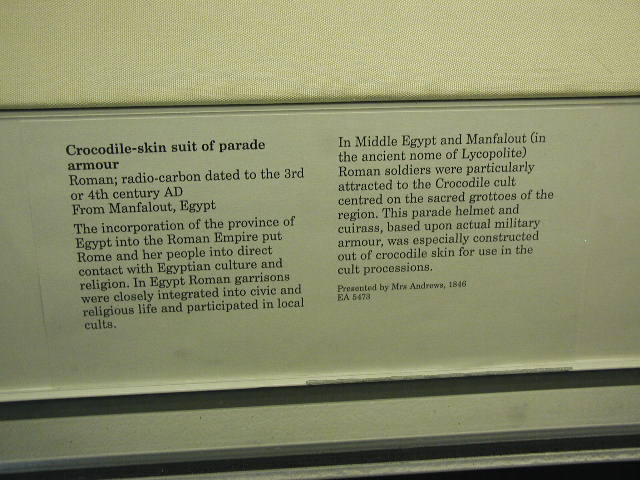 Crocodile-skin suit of parade
armour
Roman; radio-carbon dated to the 3rd
or 4th century AD
From Manfalout, Egypt
The incorporation of the province of
Egypt into the Roman Empire put
Rome and her people into direct
contact with Egyptian culture and
religion. In Egypt Roman garrisons
were closely integrated into civic and
religious life and participated in local
cults.
In Middle Egypt and Manfalout (in
the ancient nome of Lycopolite)
Roman soldiers were particularly
attracted to the Crocodile cult
centred on the sacred grottoes of the
region. This parade helmet and
cuirass, based upon actual military
armour, was especially constructed
out of crocodile skin for use in the
cult processions.
Presented by Mrs Andrews, 1846
EA 5473